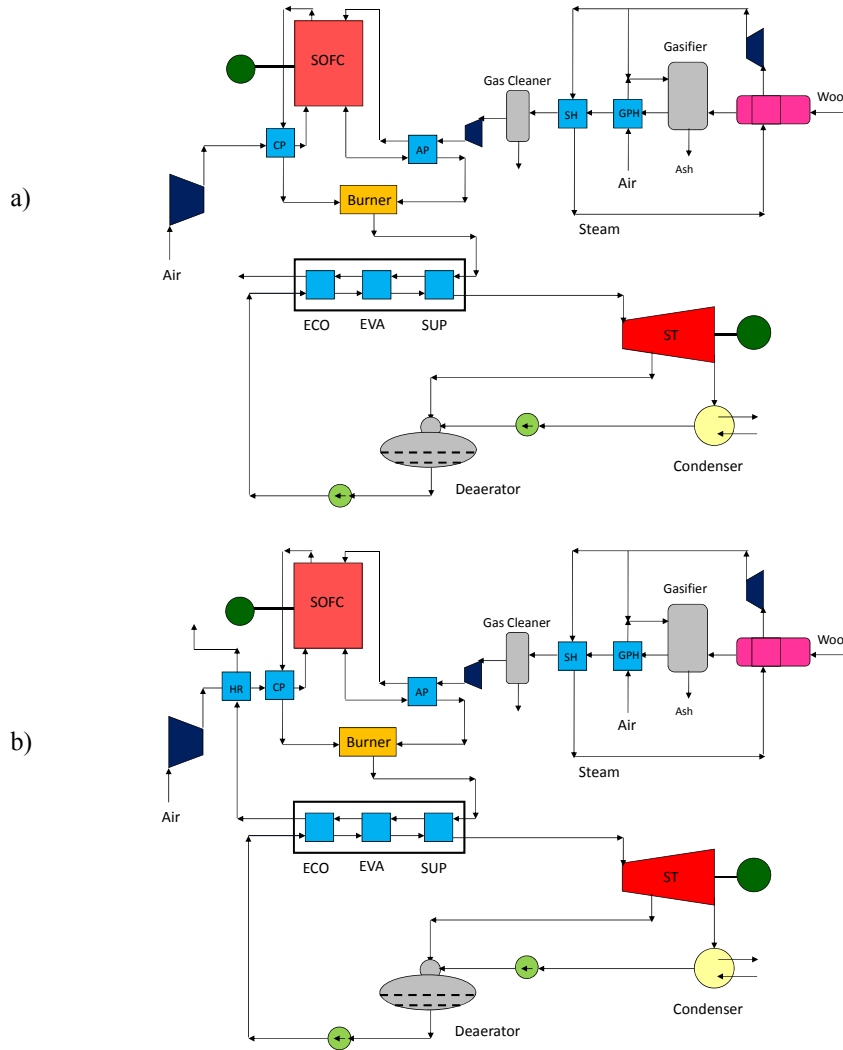 a)
SOFC
Gasifier
Gas Cleaner
Woo
CP
AP
SH
GPH
Air
Ash
Burner
Steam
Air
ECO
EVA
SUP
ST
Condenser
Deaerator
b)
SOFC
Gasifier
Gas Cleaner
Woo
HR
CP
AP
SH
GPH
Air
Ash
Burner
Steam
Air
ECO
EVA
SUP
ST
Condenser
Deaerator